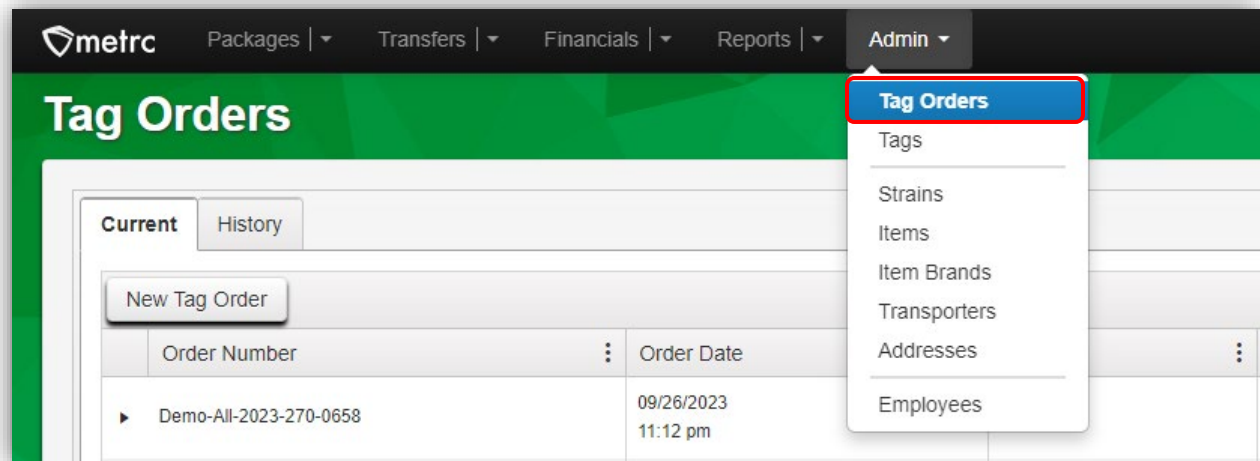 metrc Packages | Transfers | Financials | Reports | Admin
Tag Orders
Tag Orders
Tags
Strains
Items
Item Brands
Transporters
Addresses
Employees
Current History
New Tag Order
Order Number Order Date
Demo-All-2023-270-0658 09/26/2023
11:12 pm